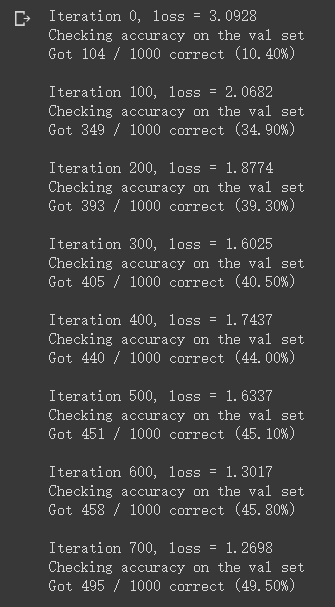 Iteration 0, loss = 3.0928
Checking accuracy on the val set
Got 104 / 1000 correct (10.40%)
Iteration 100, loss = 2.0682
Checking accuracy on the val set
Got 349 / 1000 correct (34.90%)
Iteration 200, loss = 1.8774
Checking accuracy on the val set
Got 393 / 1000 correct (39.30%)
Iteration 300, loss = 1.6025
Checking accuracy on the val set
Got 405 / 1000 correct (40.50%)
Iteration 400, loss = 1.7437
Checking accuracy on the val set
Got 440 / 1000 correct (44.00%)
Iteration 500, loss = 1.6337
Checking accuracy on the val set
Got 451 / 1000 correct (45.10%)
Iteration 600, loss = 1.3017
Checking accuracy on the val set
Got 458 / 1000 correct (45.80%)
Iteration 700, loss = 1.2698
Checking accuracy on the val set
Got 495 / 1000 correct (49.50%)